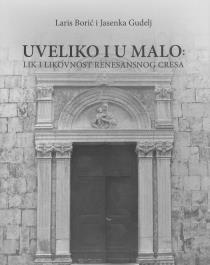 Laris Borić i Jasenka Gudelj
UVELIKO I U MALO:
LIK I LIKOVNOST RENESANSNOG CRESA